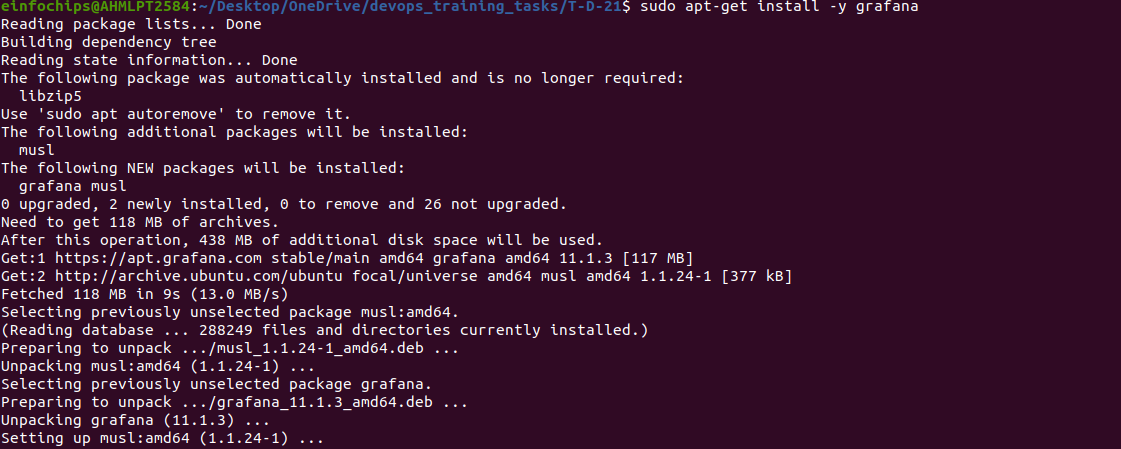 einfochips@AHMLPT2584:~/Desktop/OneDrive/devops_training_tasks/T-D-21$ sudo apt-get install -y grafana
Reading package lists... Done
Building dependency tree
Reading state information... Done
The following package was automatically installed and is no longer required:
  libzip5
Use 'sudo apt autoremove' to remove it.
The following additional packages will be installed:
  musl
The following NEW packages will be installed:
  grafana musl
0 upgraded, 2 newly installed, 0 to remove and 26 not upgraded.
Need to get 118 MB of archives.
After this operation, 438 MB of additional disk space will be used.
Get:1 https://apt.grafana.com stable/main amd64 grafana amd64 11.1.3 [117 MB]
Get:2 http://archive.ubuntu.com/ubuntu focal/universe amd64 musl amd64 1.1.24-1 [377 kB]
Fetched 118 MB in 9s (13.0 MB/s)
Selecting previously unselected package musl:amd64.
(Reading database ... 288249 files and directories currently installed.)
Preparing to unpack .../musl_1.1.24-1_amd64.deb ...
Unpacking musl:amd64 (1.1.24-1) ...
Selecting previously unselected package grafana.
Preparing to unpack .../grafana_11.1.3_amd64.deb ...
Unpacking grafana (11.1.3) ...
Setting up musl:amd64 (1.1.24-1) ...